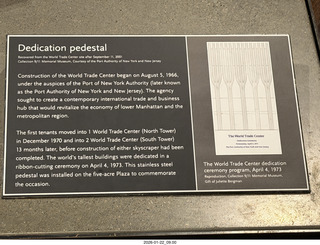 Dedication pedestal
Recovered from the World Trade Center site after September 11, 2001
Collection 9/11 Memorial Museum, Courtesy of the Port Authority of New York and New Jersey
Construction of the World Trade Center began on August 5, 1966,
under the auspices of the Port of New York Authority (later known
as the Port Authority of New York and New Jersey). The agency
sought to create a contemporary international trade and business
hub that would revitalize the economy of lower Manhattan and the
metropolitan region.
The first tenants moved into 1 World Trade Center (North Tower)
in December 1970 and into 2 World Trade Center (South Tower)
13 months later, before construction of either skyscraper had been
completed. The world's tallest buildings were dedicated in a
ribbon-cutting ceremony on April 4, 1973. This stainless steel
pedestal was installed on the five-acre Plaza to commemorate
the occasion.
The World Trade Center
The World Trade Center dedication
ceremony program, April 4, 1973
Reproduction, Collection 9/11 Memorial Museum,
Gift of Juliette Bergman
2026-01-22_09.00